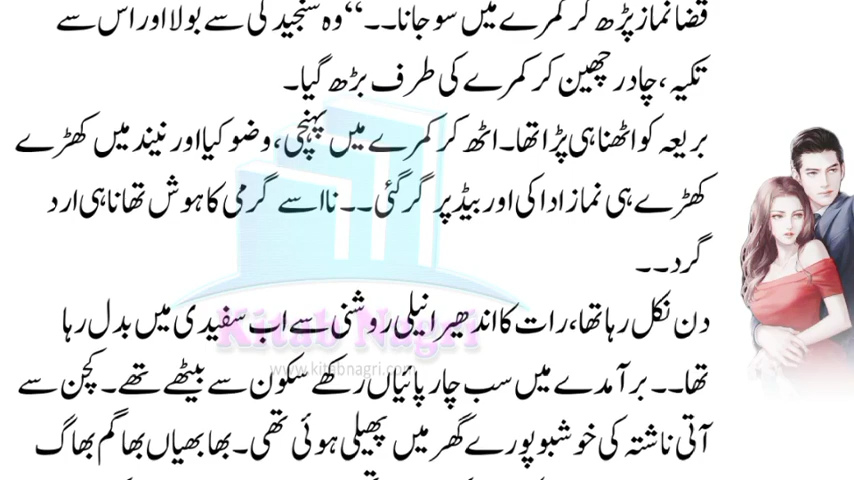 قضا نماز پڑھ کر کمرے میں سو جانا۔۔“ وہ سنجیدگی سے بولا اور اس سے
تکیہ، چادر چھین کر کمرے کی طرف بڑھ گیا۔
بریعہ کو اٹھنا ہی پڑا تھا۔ اٹھ کر کمرے میں پہنچی، وضو کیا اور نیند میں کھڑے
کھڑے ہی نماز ادا کی اور بیڈ پر گر گئی۔۔ نا اسے گرمی کا ہوش تھا نا ہی ارد
گرد۔۔
دن نکل رہا تھا، رات کا اندھیرا نیلی روشنی سے اب سفیدی میں بدل رہا
تھا۔۔ برآمدے میں سب چارپائیاں رکھے سکون سے بیٹھے تھے۔ کچن سے
آتی ناشتہ کی خوشبو پورے گھر میں پھیلی ہوئی تھی۔ بھابھیاں بھاگم بھاگ
Kitab Nagri
www.kitabnagri.com